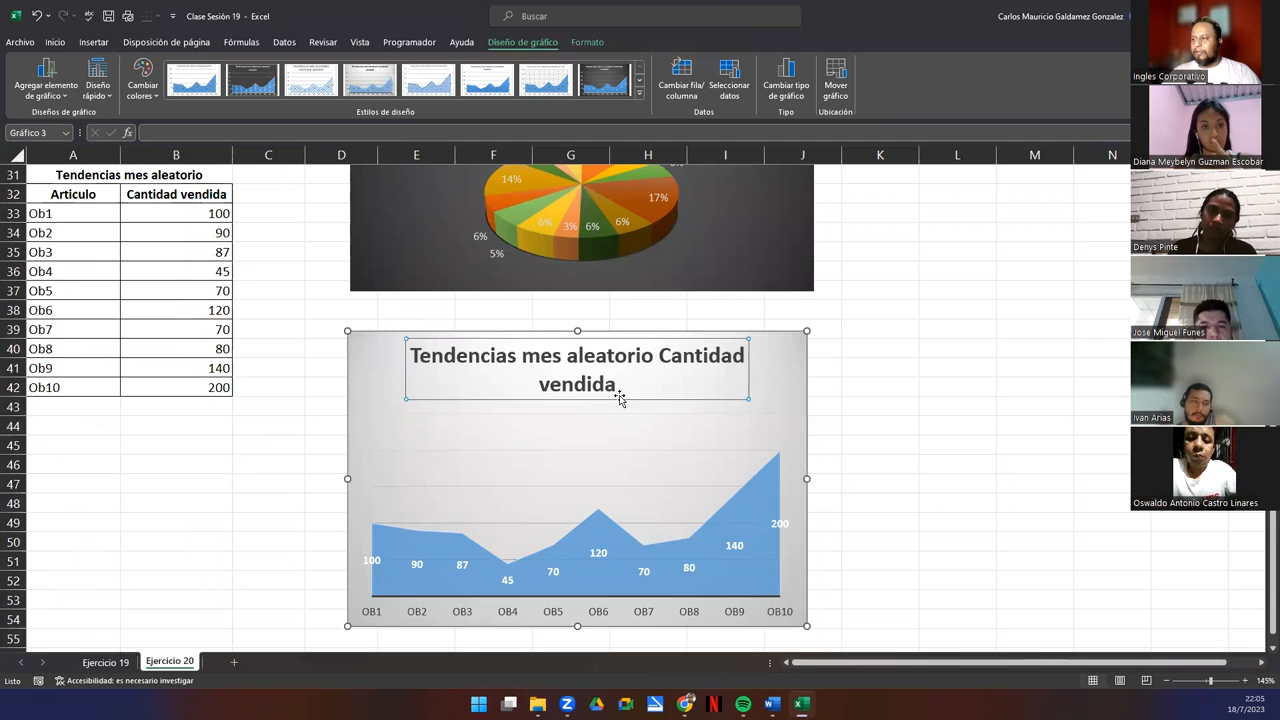 Clase Sesión 19 - Excel
Buscar
Carlos Mauricio Galdamez Gonzalez
Archivo Inicio Insertar Disposición de página Fórmulas Datos Revisar Vista Programador Ayuda Diseño de gráfico Formato
Agregar elemento de gráfico
Diseño rápido
Cambiar colores
Cambiar fila/columna
Seleccionar datos
Cambiar tipo de gráfico
Mover gráfico
Diseños de gráfico
Estilos de diseño
Datos
Tipo
Ubicación
Gráfico 3
fx
A B C D E F G H I J K L M N
31 Tendencias mes aleatorio
32 Articulo Cantidad vendida
33 Ob1 100
34 Ob2 90
35 Ob3 87
36 Ob4 45
37 Ob5 70
38 Ob6 120
39 Ob7 70
40 Ob8 80
41 Ob9 140
42 Ob10 200
43
44
45
46
47
48
49
50
51
52
53
54
55
14%
17%
6% 3% 6% 6%
6%
5%
Tendencias mes aleatorio Cantidad
vendida
100 90 87 45 70 120 70 80 140 200
OB1 OB2 OB3 OB4 OB5 OB6 OB7 OB8 OB9 OB10
Ingles Corporativo
Diana Meybelyn Guzman Escobar
Denys Pinte
Jose Miguel Funes
Ivan Arias
Oswaldo Antonio Castro Linares
Ejercicio 19 Ejercicio 20
Listo
Accesibilidad: es necesario investigar
145%
22:05
18/7/2023